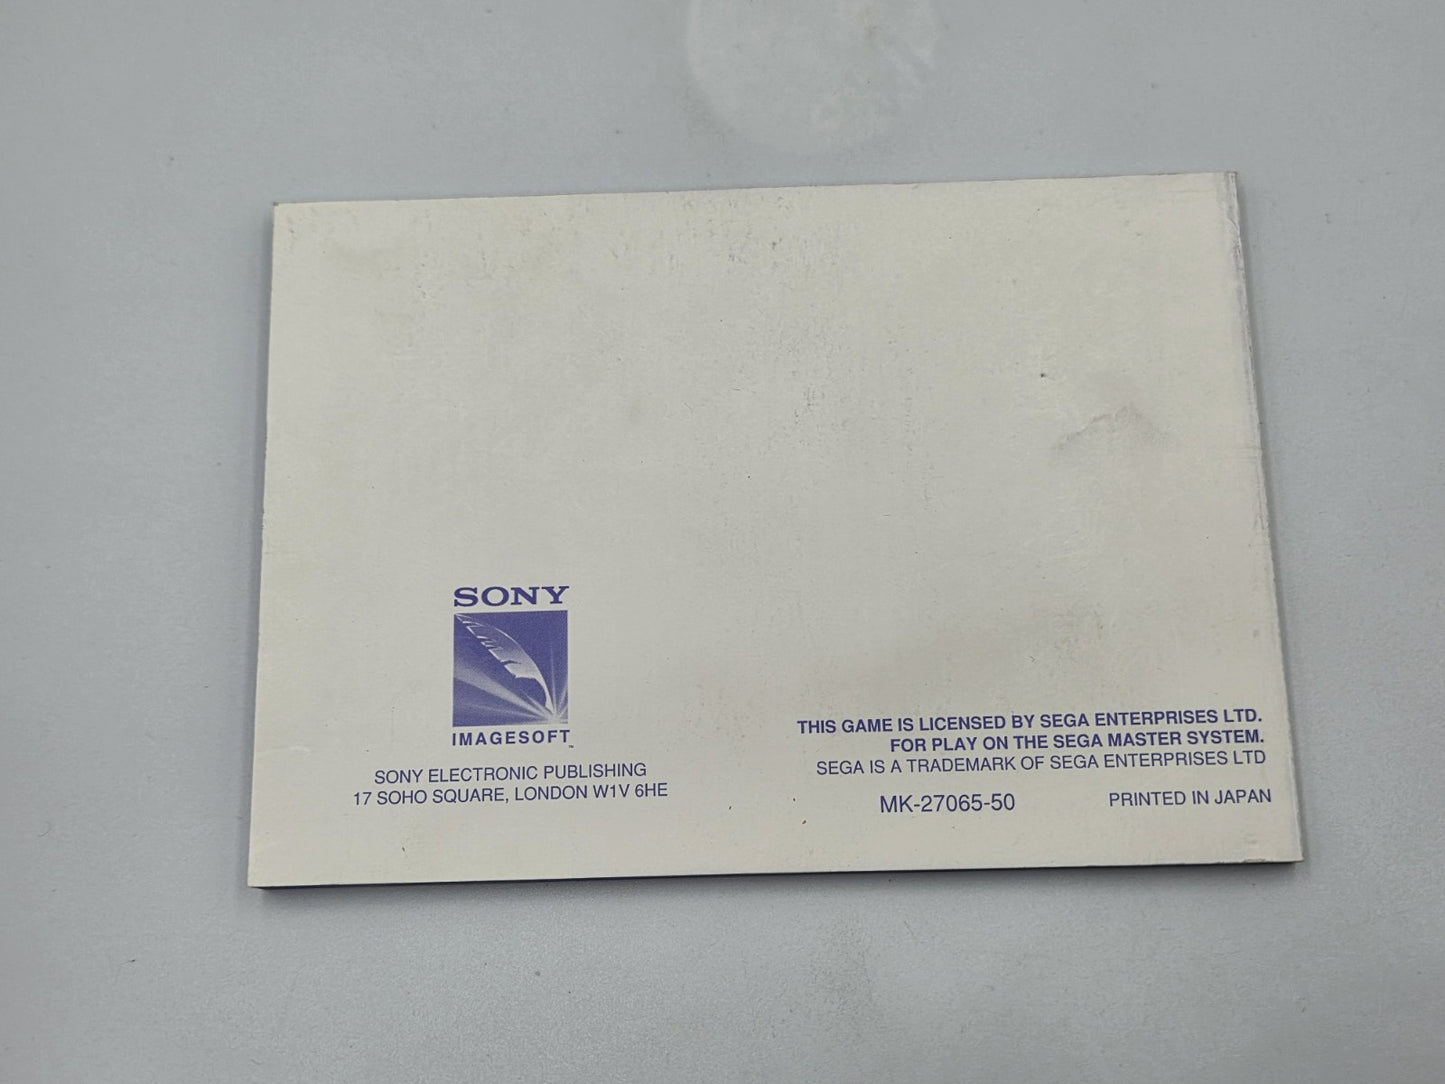 SONY
IMAGESOFT™
SONY ELECTRONIC PUBLISHING
17 SOHO SQUARE, LONDON W1V 6HE
THIS GAME IS LICENSED BY SEGA ENTERPRISES LTD.
FOR PLAY ON THE SEGA MASTER SYSTEM.
SEGA IS A TRADEMARK OF SEGA ENTERPRISES LTD
MK-27065-50 PRINTED IN JAPAN